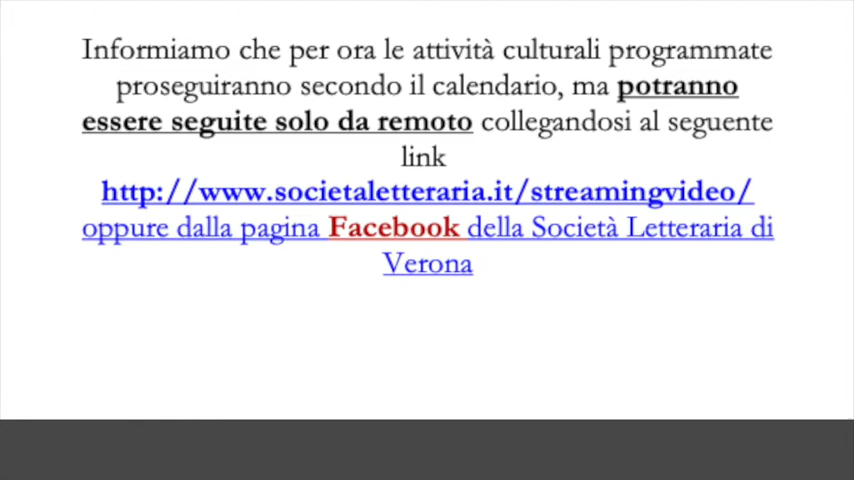 Informiamo che per ora le attività culturali programmate
proseguiranno secondo il calendario, ma potranno
essere seguite solo da remoto collegandosi al seguente
link
http://www.societaletteraria.it/streamingvideo/
oppure dalla pagina Facebook della Società Letteraria di
Verona